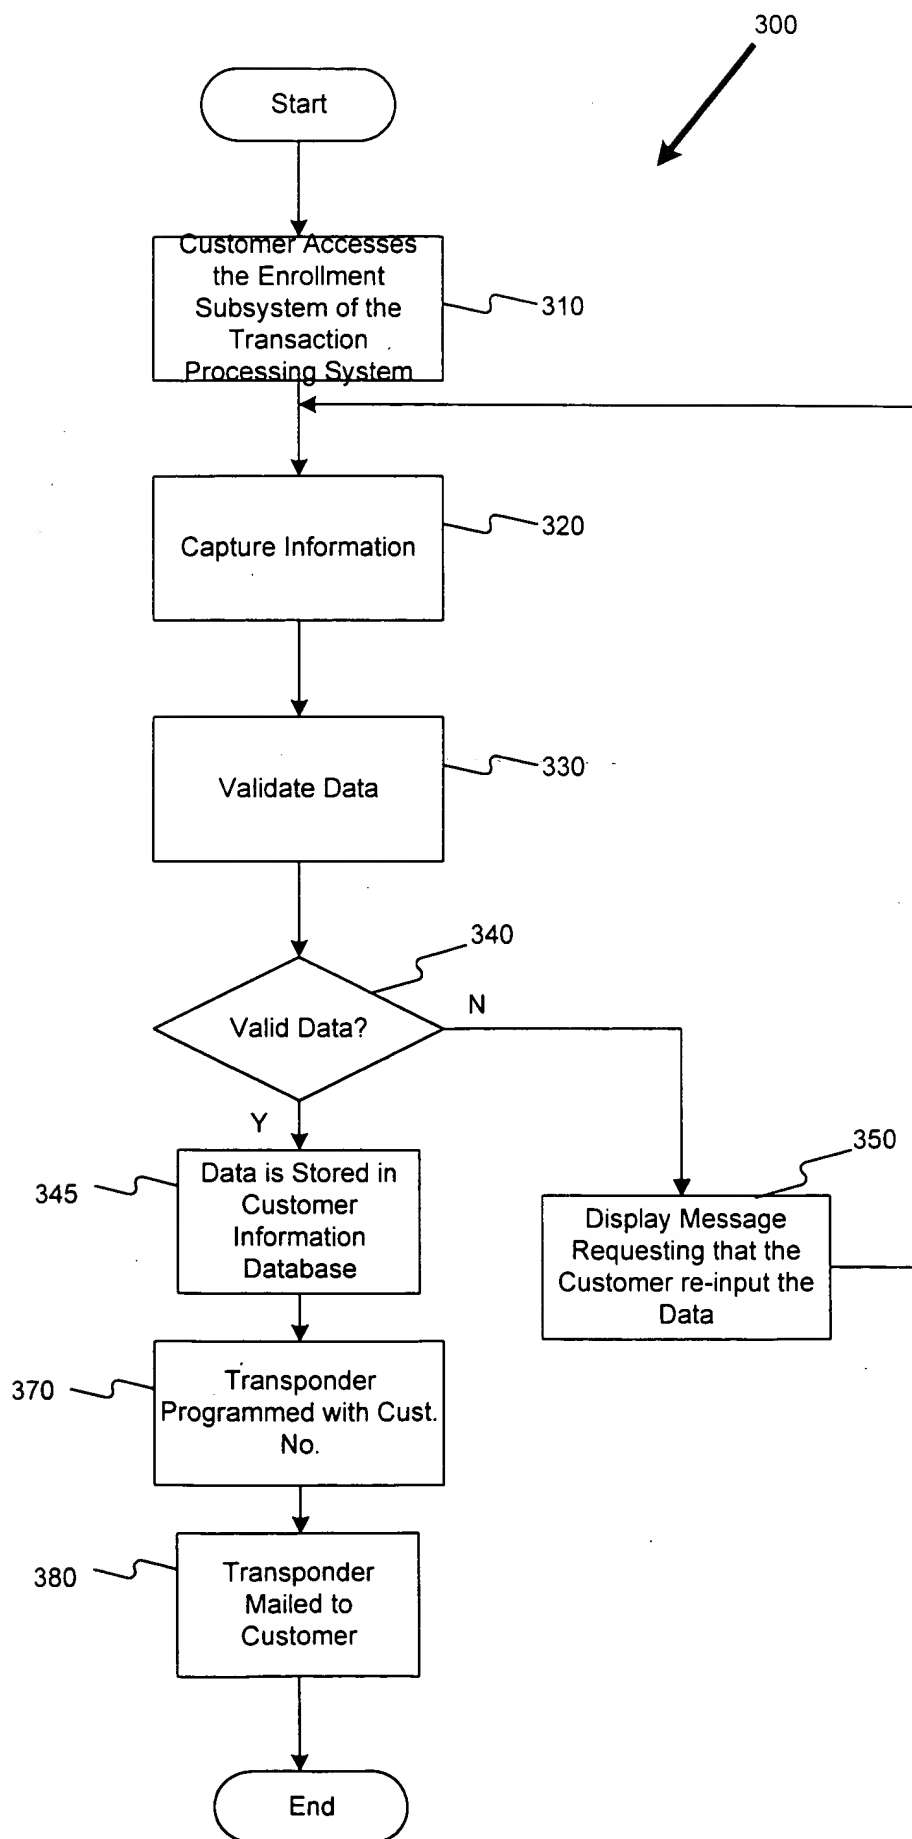 300
Start
Customer Accesses
the Enrollment
Subsystem of the
Transaction
Processing System
310
Capture Information
320
Validate Data
330
340
Valid Data?
N
Y
Data is Stored in
Customer
Information
Database
345
350
Display Message
Requesting that the
Customer re-input the
Data
Transponder
Programmed with Cust.
No.
370
Transponder
Mailed to
Customer
380
End